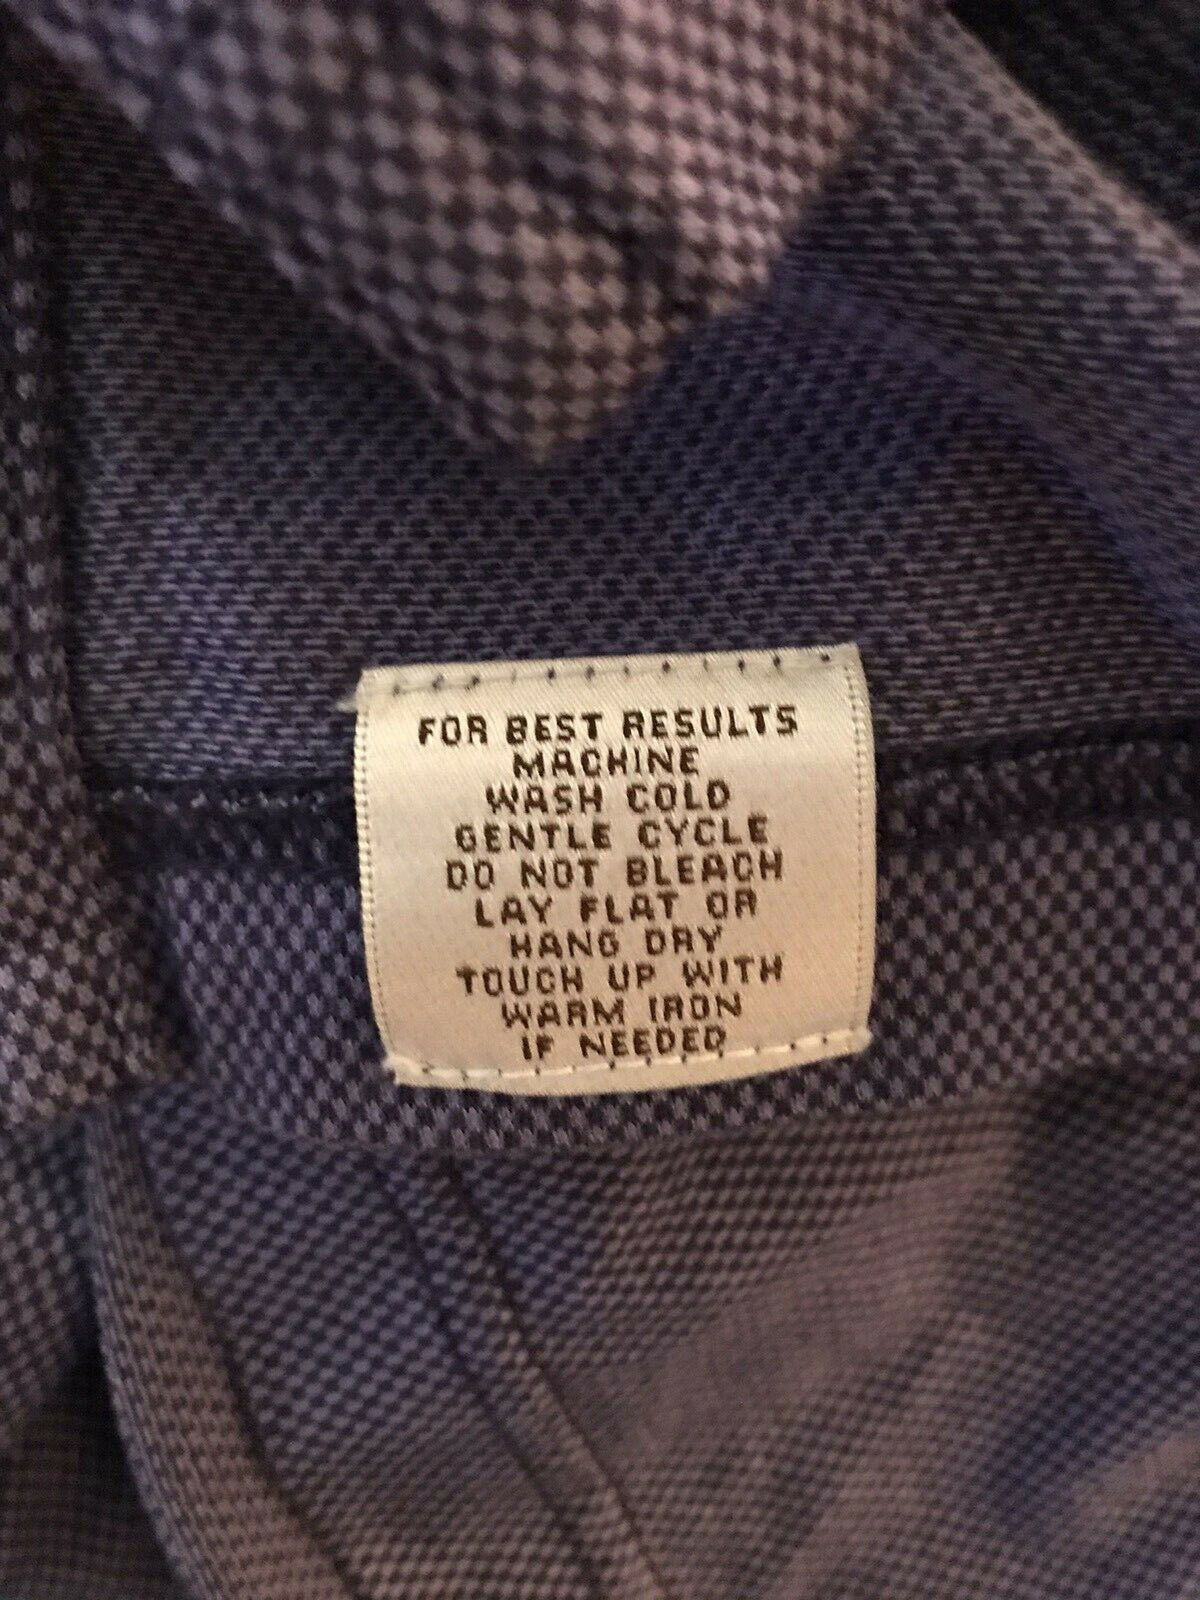 FOR BEST RESULTS
MACHINE
WASH COLD
GENTLE CYCLE
DO NOT BLEACH
LAY FLAT OR
HANG DRY
TOUCH UP WITH
WARM IRON
IF NEEDED